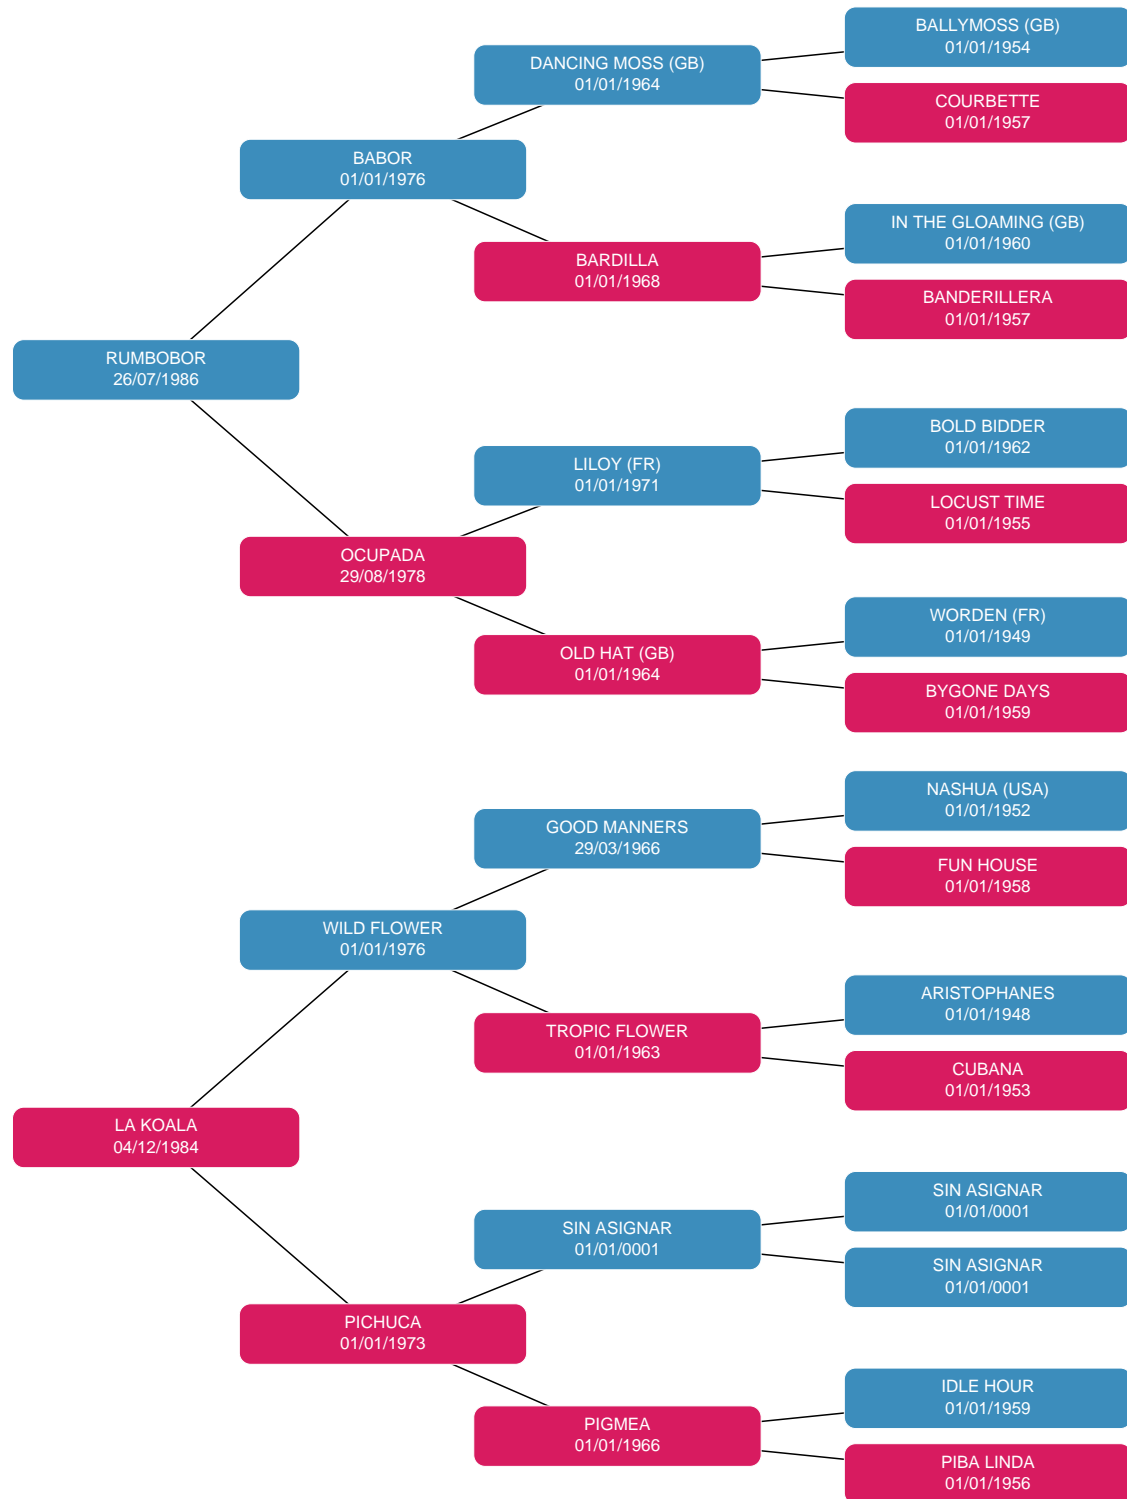 BALLYMOSS (GB)
01/01/1954
DANCING MOSS (GB)
01/01/1964
COURBETTE
01/01/1957
BABOR
01/01/1976
IN THE GLOAMING (GB)
01/01/1960
BARDILLA
01/01/1968
BANDERILLERA
01/01/1957
RUMBOBOR
26/07/1986
BOLD BIDDER
01/01/1962
LILOY (FR)
01/01/1971
LOCUST TIME
01/01/1955
OCUPADA
29/08/1978
WORDEN (FR)
01/01/1949
OLD HAT (GB)
01/01/1964
BYGONE DAYS
01/01/1959
NASHUA (USA)
01/01/1952
GOOD MANNERS
29/03/1966
FUN HOUSE
01/01/1958
WILD FLOWER
01/01/1976
ARISTOPHANES
01/01/1948
TROPIC FLOWER
01/01/1963
CUBANA
01/01/1953
LA KOALA
04/12/1984
SIN ASIGNAR
01/01/0001
SIN ASIGNAR
01/01/0001
SIN ASIGNAR
01/01/0001
PICHUCA
01/01/1973
IDLE HOUR
01/01/1959
PIGMEA
01/01/1966
PIBA LINDA
01/01/1956